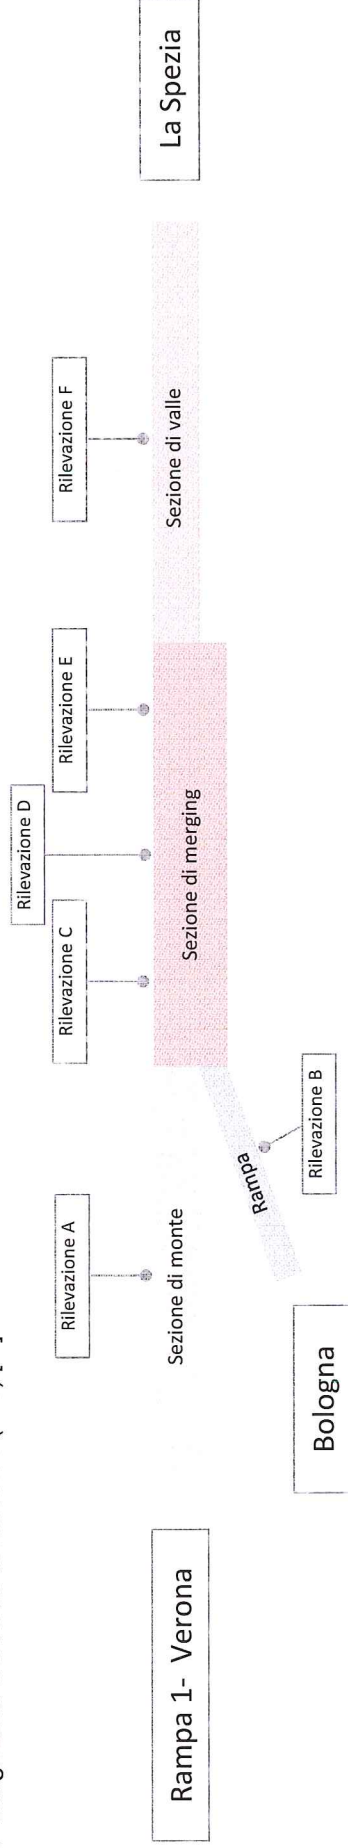 Rilevazione D
Rilevazione A
Rilevazione C
Rilevazione E
Rilevazione F
Rampa 1- Verona
Sezione di monte
Sezione di merging
Sezione di valle
La Spezia
Rampa
Rilevazione B
Bologna